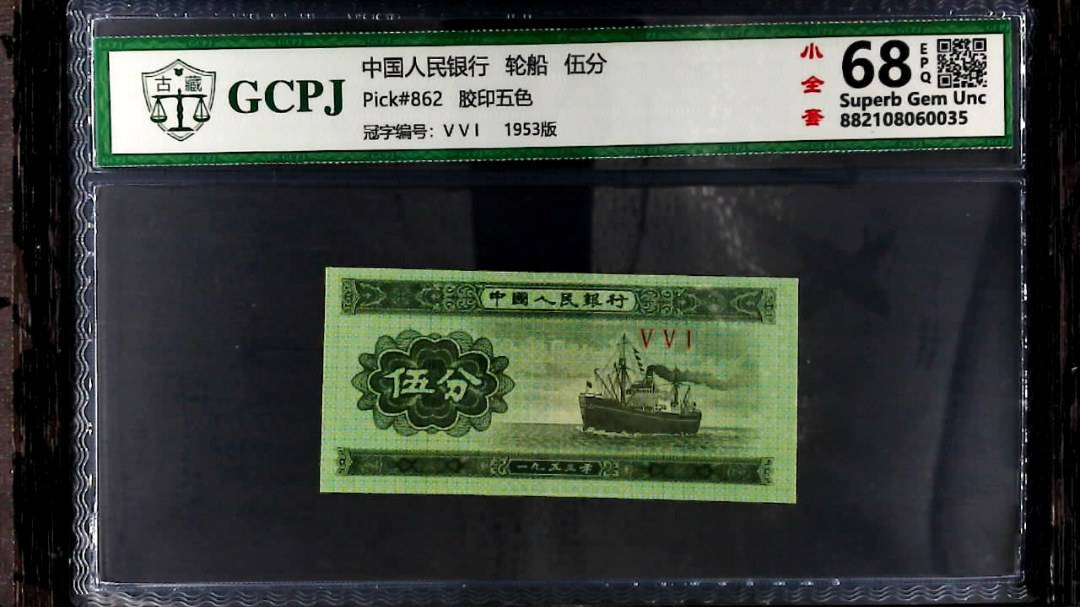 古藏
GCPJ
中国人民银行 轮船 伍分
Pick#862 胶印五色
冠字编号：V V I 1953版
小全套
68 EPQ
Superb Gem Unc
882108060035
中國人民銀行
V V I
伍分
一九五三年